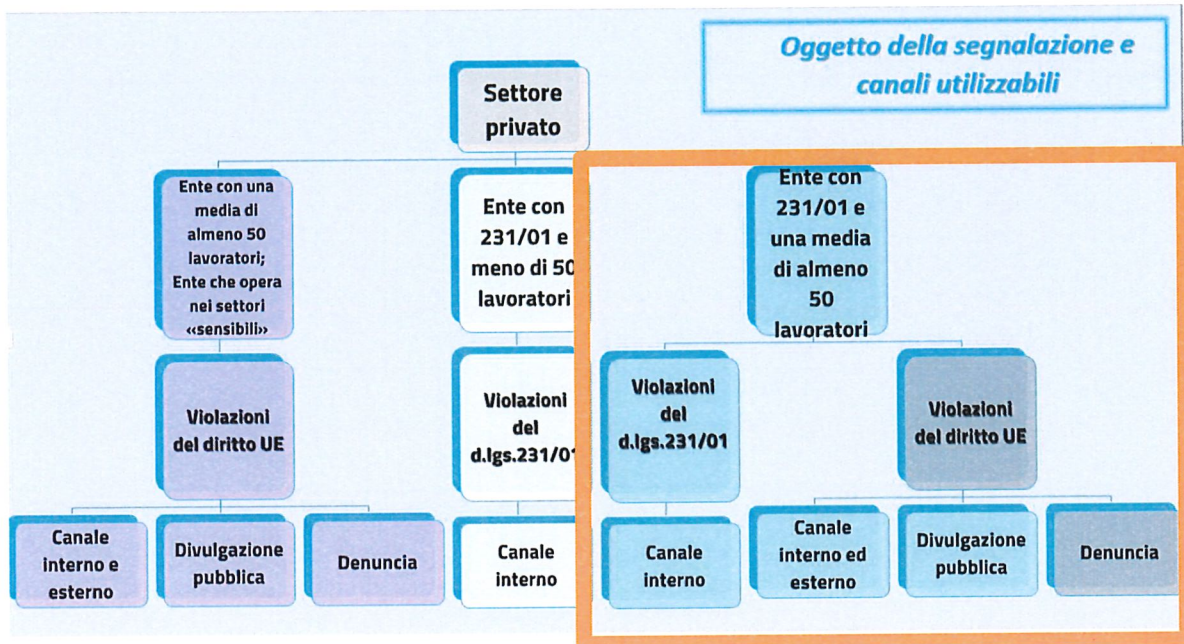 Oggetto della segnalazione e
canali utilizzabili
Settore
privato
Ente con una
media di
almeno 50
lavoratori;
Ente che opera
nei settori
«sensibili»
Ente con
231/01 e
meno di 50
lavoratori
Ente con
231/01 e
una media
di almeno
50
lavoratori
Violazioni
del diritto UE
Violazioni
del
d.lgs.231/01
Violazioni
del
d.lgs.231/01
Violazioni
del diritto UE
Canale
interno e
esterno
Divulgazione
pubblica
Denuncia
Canale
interno
Canale
interno
Canale
interno ed
esterno
Divulgazione
pubblica
Denuncia